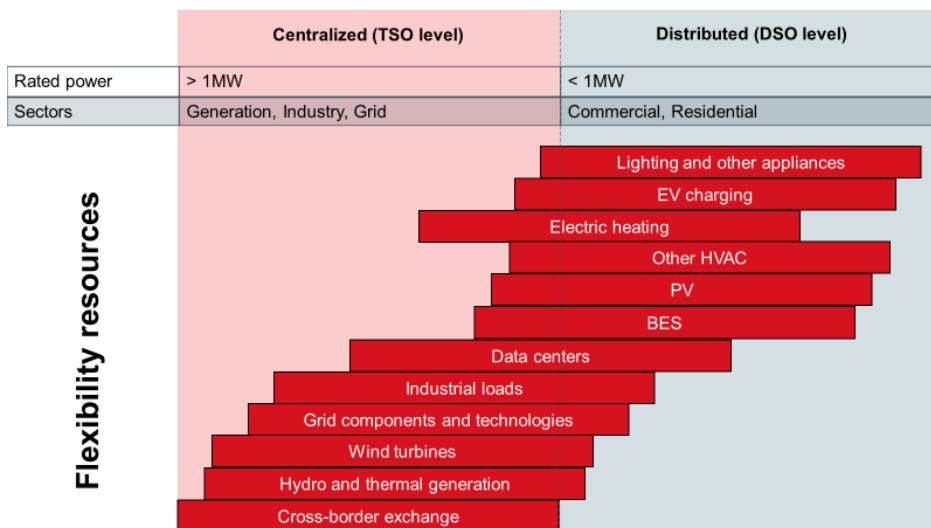 Centralized (TSO level)
Distributed (DSO level)
Rated power
> 1MW
< 1MW
Sectors
Generation, Industry, Grid
Commercial, Residential
Flexibility resources
Lighting and other appliances
EV charging
Electric heating
Other HVAC
PV
BES
Data centers
Industrial loads
Grid components and technologies
Wind turbines
Hydro and thermal generation
Cross-border exchange